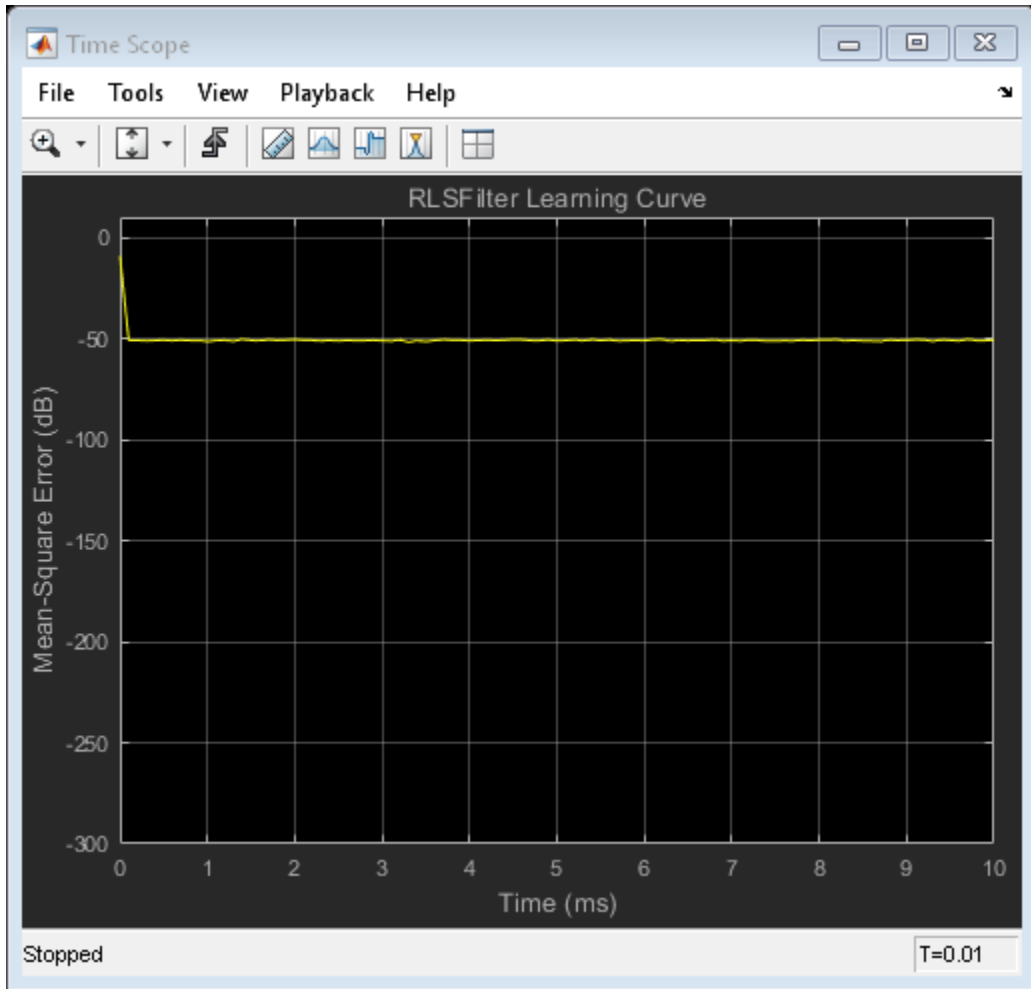 Time Scope
File Tools View Playback Help
RLSFilter Learning Curve
Mean-Square Error (dB)
0
-50
-100
-150
-200
-250
-300
0 1 2 3 4 5 6 7 8 9 10
Time (ms)
Stopped T=0.01